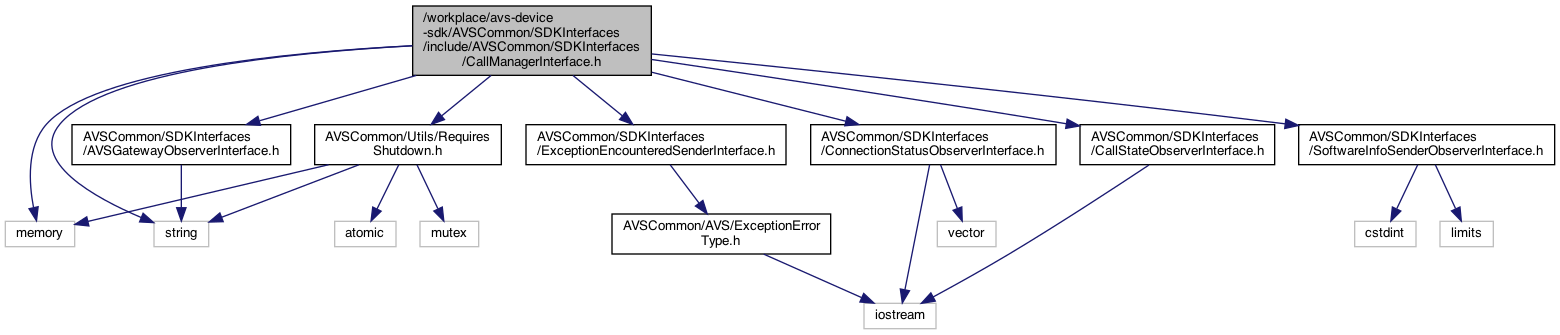 /workplace/avs-device
-sdk/AVSCommon/SDKInterfaces
/include/AVSCommon/SDKInterfaces
/CallManagerInterface.h
AVSCommon/SDKInterfaces
/AVSGatewayObserverInterface.h
AVSCommon/Utils/Requires
Shutdown.h
AVSCommon/SDKInterfaces
/ExceptionEncounteredSenderInterface.h
AVSCommon/SDKInterfaces
/ConnectionStatusObserverInterface.h
AVSCommon/SDKInterfaces
/CallStateObserverInterface.h
AVSCommon/SDKInterfaces
/SoftwareInfoSenderObserverInterface.h
memory
string
atomic
mutex
AVSCommon/AVS/ExceptionError
Type.h
vector
cstdint
limits
iostream